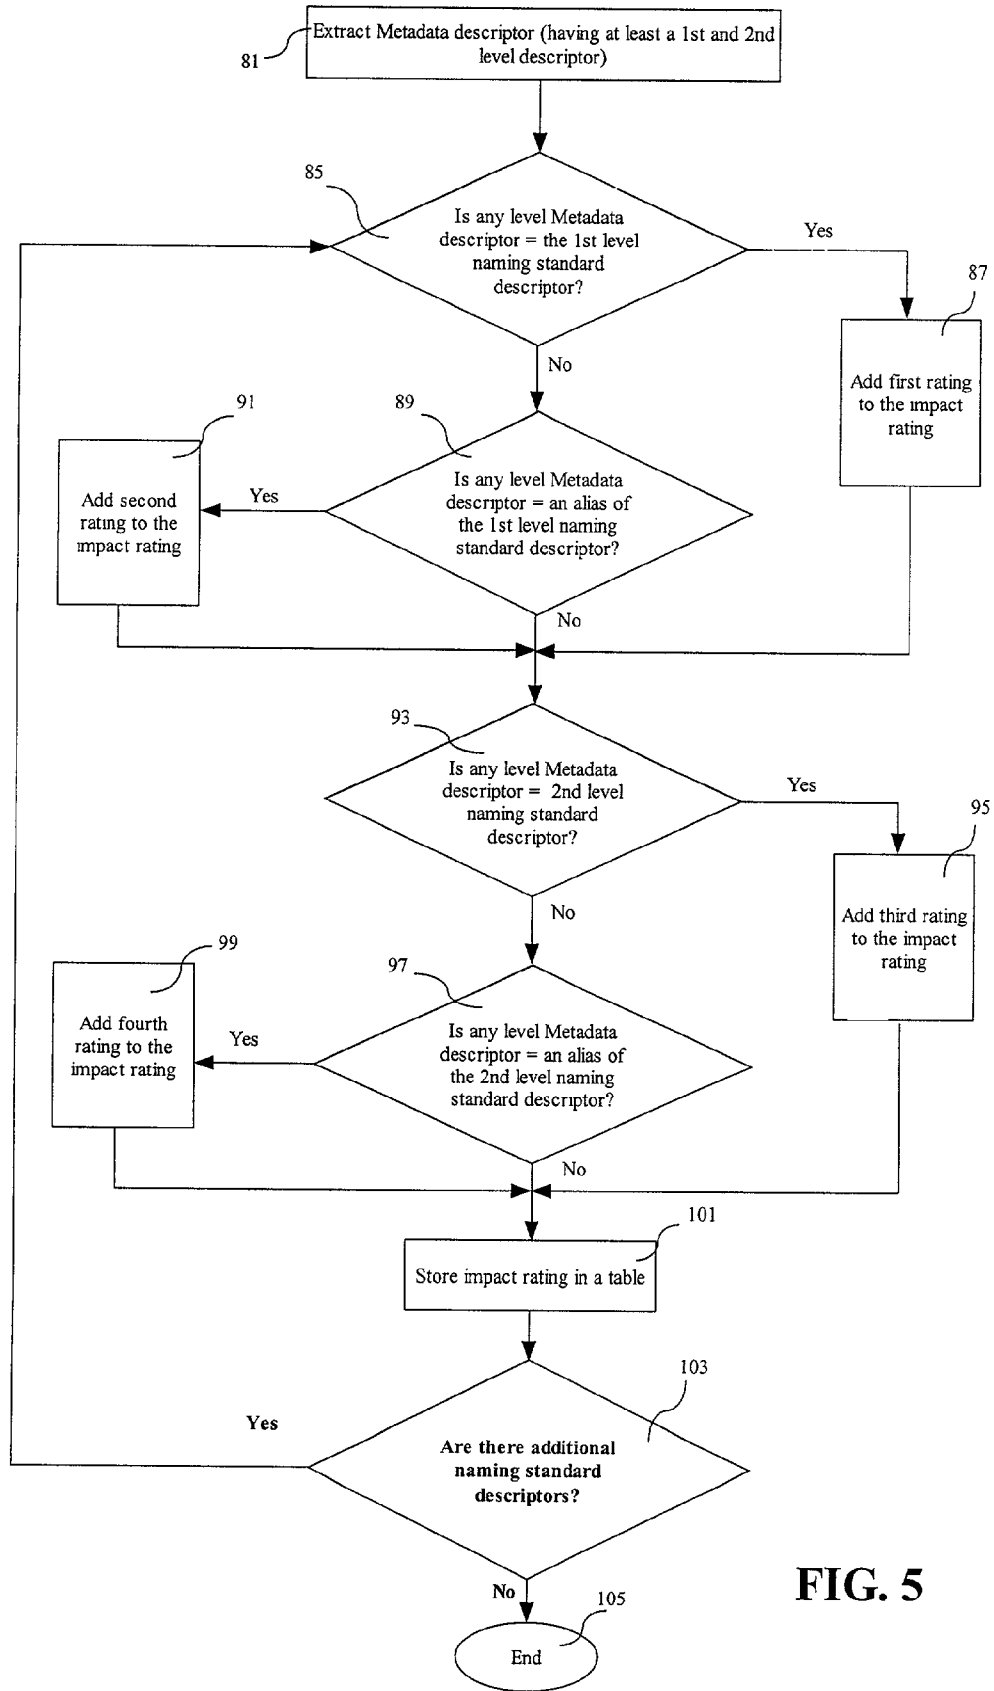 Extract Metadata descriptor (having at least a 1st and 2nd
level descriptor)
81
85
Is any level Metadata
descriptor = the 1st level
naming standard
descriptor?
Yes
87
No
Add first rating
to the impact
rating
91
89
Is any level Metadata
descriptor = an alias of
the 1st level naming
standard descriptor?
Yes
Add second
rating to the
impact rating
No
93
Is any level Metadata
descriptor = 2nd level
naming standard
descriptor?
Yes
95
No
Add third rating
to the impact
rating
99
97
Is any level Metadata
descriptor = an alias of
the 2nd level naming
standard descriptor?
Yes
Add fourth
rating to the
impact rating
No
101
Store impact rating in a table
103
Yes
Are there additional
naming standard
descriptors?
No
105
End
FIG. 5